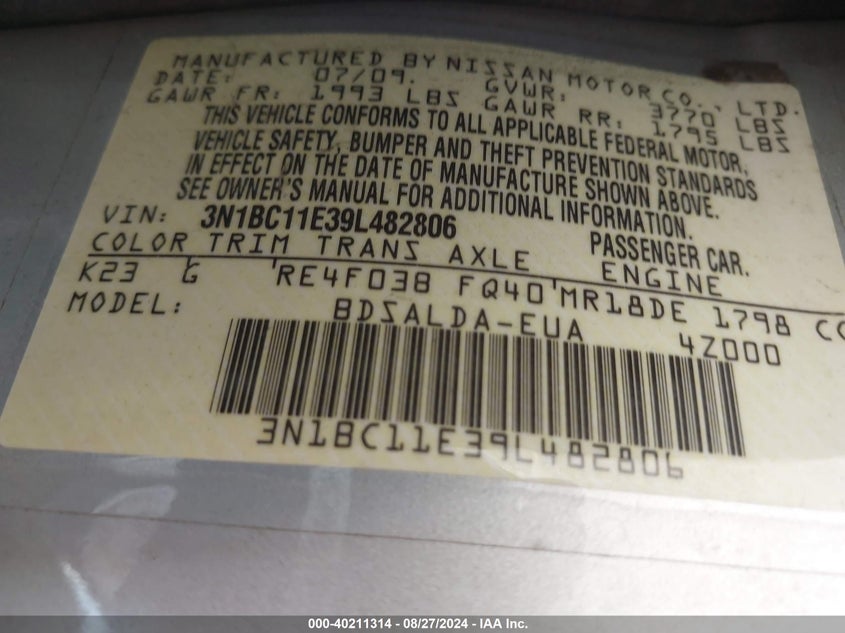 MANUFACTURED BY NISSAN MOTOR CO., LTD.
DATE: 07/09. GVWR: 3770 LBS
GAWR FR: 1993 LBS GAWR RR: 1795 LBS
THIS VEHICLE CONFORMS TO ALL APPLICABLE FEDERAL MOTOR
VEHICLE SAFETY, BUMPER AND THEFT PREVENTION STANDARDS
IN EFFECT ON THE DATE OF MANUFACTURE SHOWN ABOVE.
SEE OWNER'S MANUAL FOR ADDITIONAL INFORMATION.
VIN: 3N1BC11E39L482806 PASSENGER CAR.
COLOR TRIM TRANS AXLE ENGINE
K23 G RE4F03B FQ40 MR18DE 1798 CC
MODEL: BDSALDA-EUA 4Z000
3N1BC11E39L482806
000-40211314 - 08/27/2024 - IAA Inc.